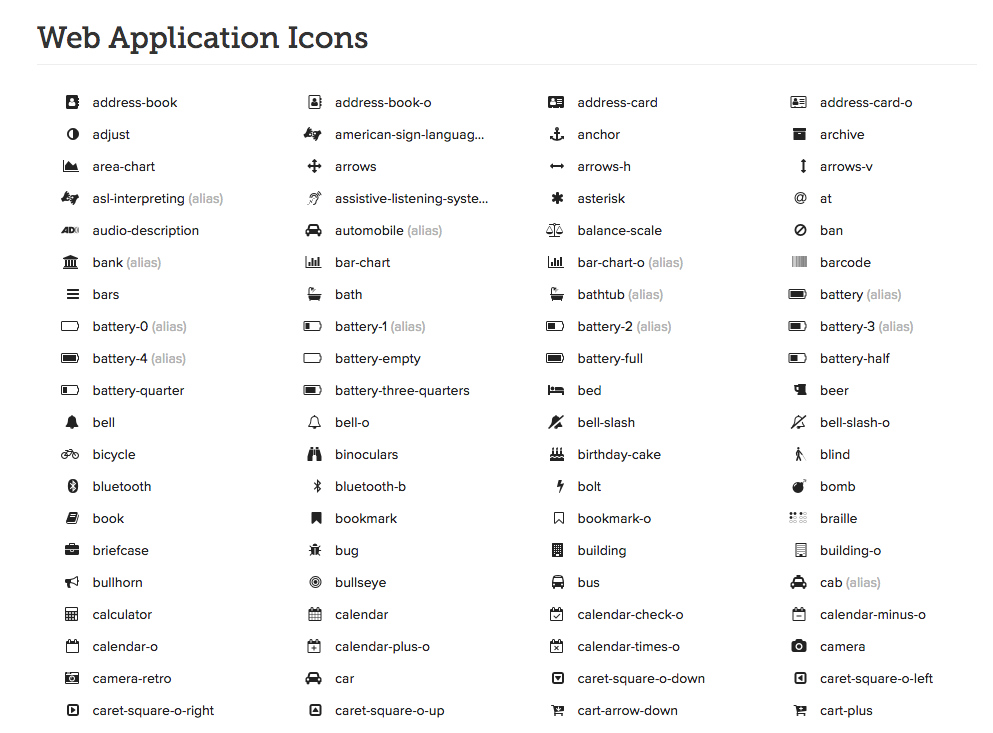 Web Application Icons
address-book address-book-o address-card address-card-o
adjust american-sign-languag... anchor archive
area-chart arrows arrows-h arrows-v
asl-interpreting (alias) assistive-listening-syste... asterisk at
audio-description automobile (alias) balance-scale ban
bank (alias) bar-chart bar-chart-o (alias) barcode
bars bath bathtub (alias) battery (alias)
battery-0 (alias) battery-1 (alias) battery-2 (alias) battery-3 (alias)
battery-4 (alias) battery-empty battery-full battery-half
battery-quarter battery-three-quarters bed beer
bell bell-o bell-slash bell-slash-o
bicycle binoculars birthday-cake blind
bluetooth bluetooth-b bolt bomb
book bookmark bookmark-o braille
briefcase bug building building-o
bullhorn bullseye bus cab (alias)
calculator calendar calendar-check-o calendar-minus-o
calendar-o calendar-plus-o calendar-times-o camera
camera-retro car caret-square-o-down caret-square-o-left
caret-square-o-right caret-square-o-up cart-arrow-down cart-plus